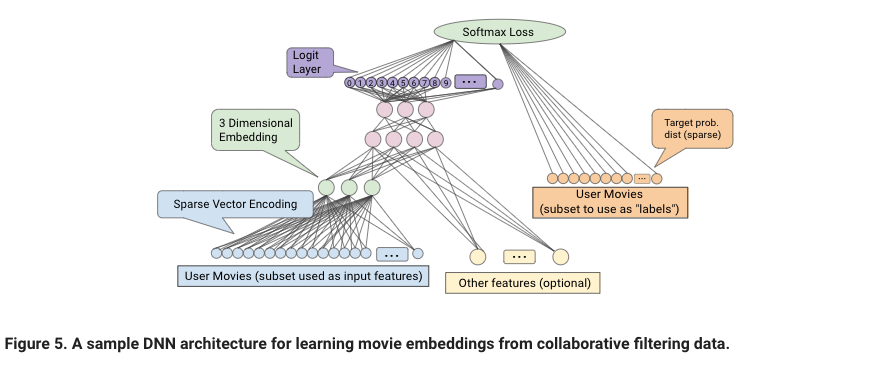 Softmax Loss
Logit
Layer
0 1 2 3 4 5 6 7 8 9 ...
3 Dimensional
Embedding
Target prob.
dist (sparse)
...
User Movies
(subset to use as "labels")
Sparse Vector Encoding
...
...
User Movies (subset used as input features)
Other features (optional)
Figure 5. A sample DNN architecture for learning movie embeddings from collaborative filtering data.